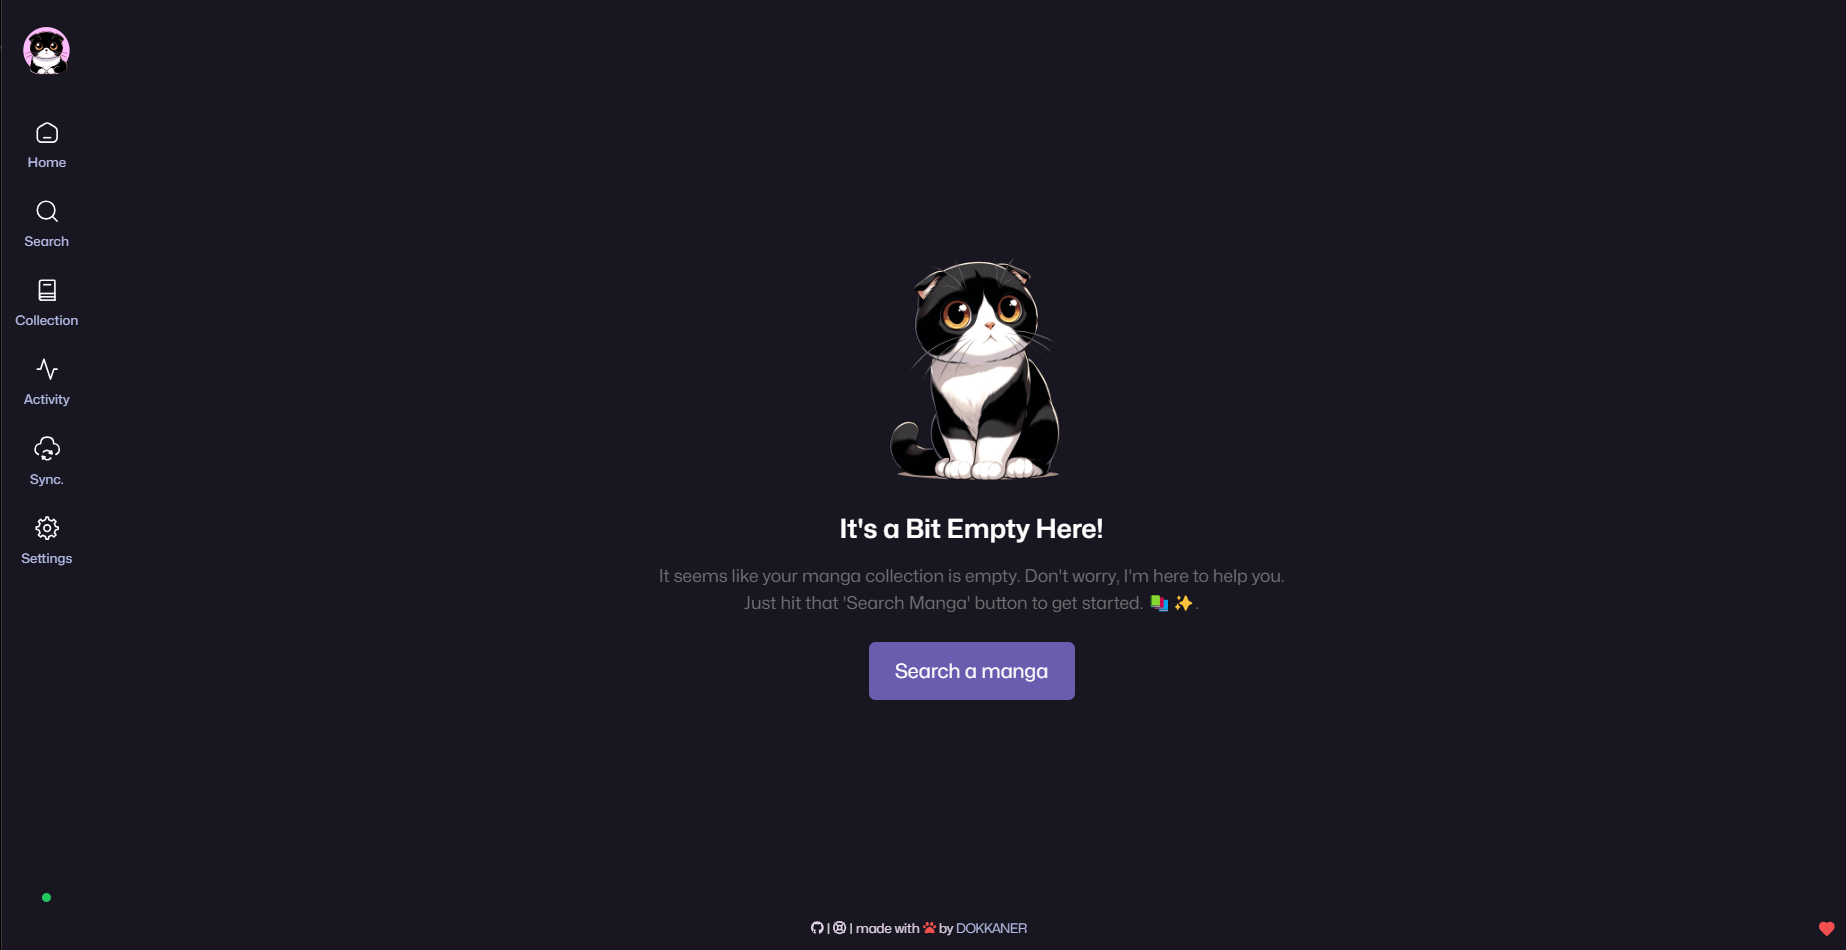 Home
Search
Collection
Activity
Sync.
Settings
It's a Bit Empty Here!
It seems like your manga collection is empty. Don't worry, I'm here to help you.
Just hit that 'Search Manga' button to get started. 📚 ✨ .
Search a manga
| | made with 🐾 by DOKKANER